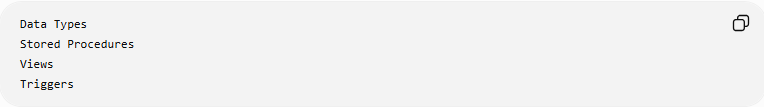 Data Types
Stored Procedures
Views
Triggers